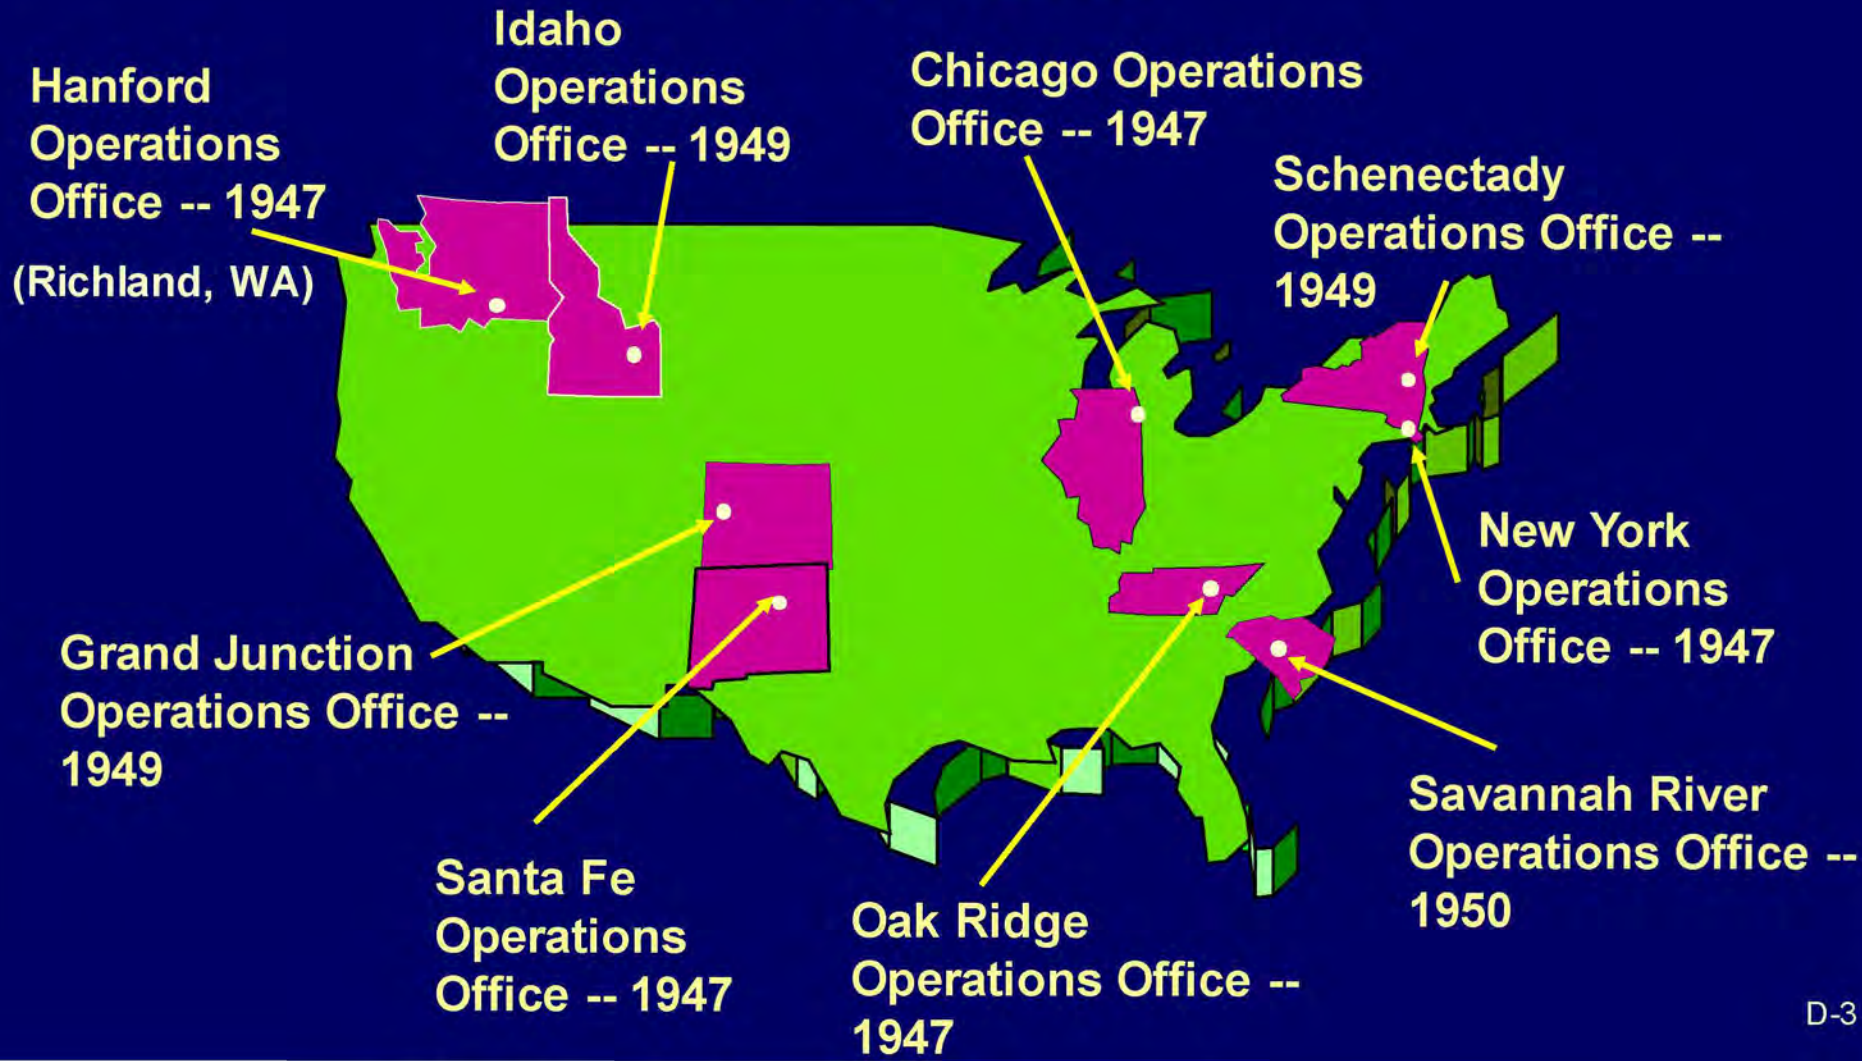 Hanford
Operations
Office -- 1947
(Richland, WA)
Idaho
Operations
Office -- 1949
Chicago Operations
Office -- 1947
Schenectady
Operations Office --
1949
New York
Operations
Office -- 1947
Grand Junction
Operations Office --
1949
Santa Fe
Operations
Office -- 1947
Oak Ridge
Operations Office --
1947
Savannah River
Operations Office --
1950
D-3